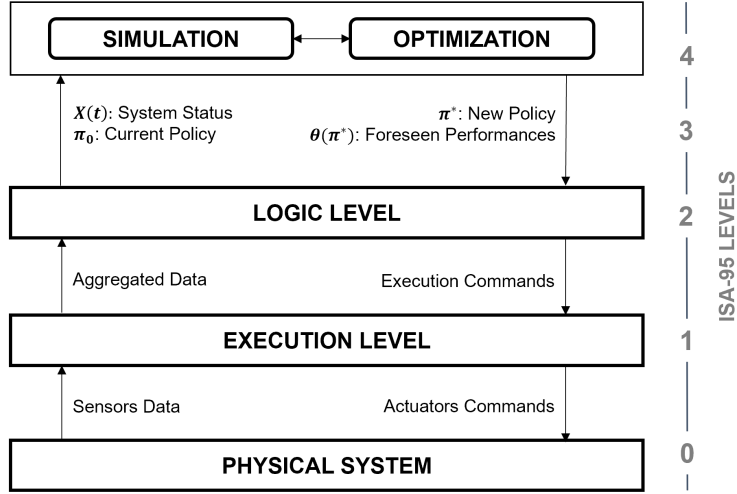 SIMULATION
OPTIMIZATION
X(t): System Status
π₀: Current Policy
π*: New Policy
θ(π*): Foreseen Performances
LOGIC LEVEL
Aggregated Data
Execution Commands
EXECUTION LEVEL
Sensors Data
Actuators Commands
PHYSICAL SYSTEM
4
3
2
1
0
ISA-95 LEVELS